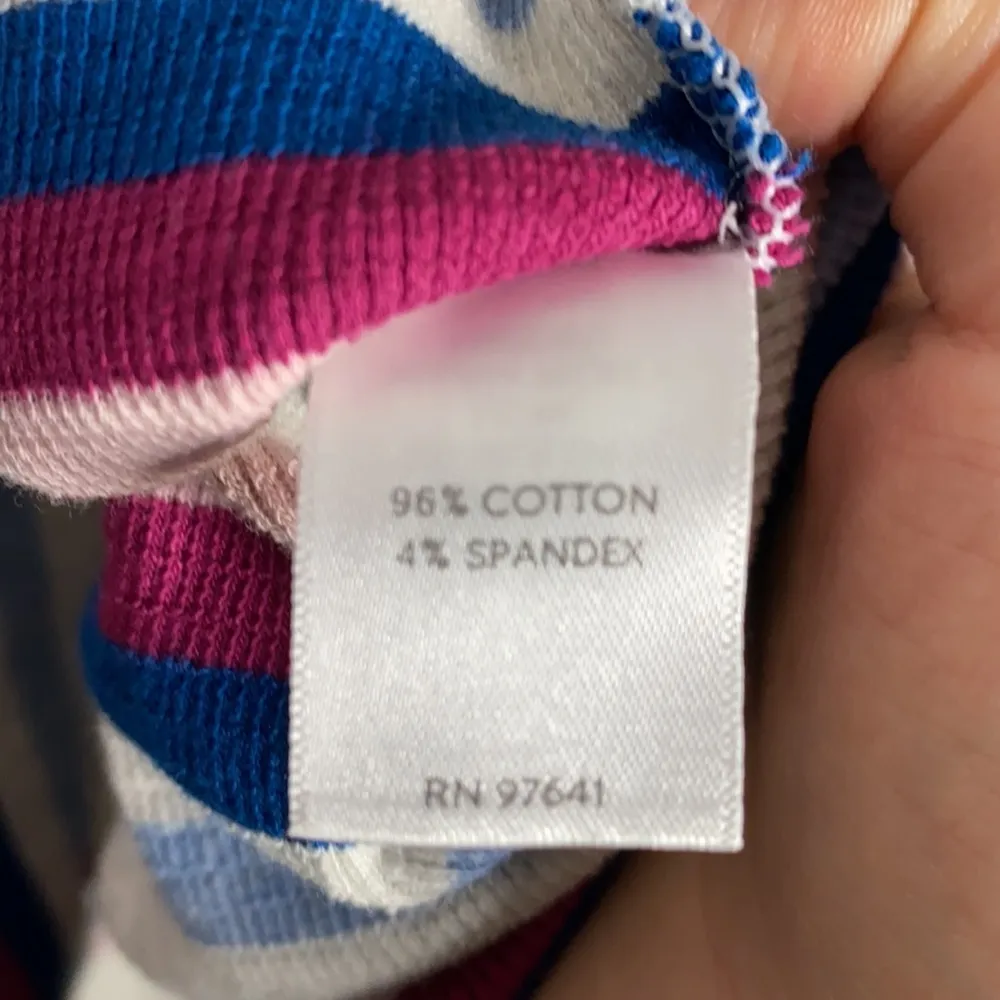 96% COTTON
4% SPANDEX
RN 97641